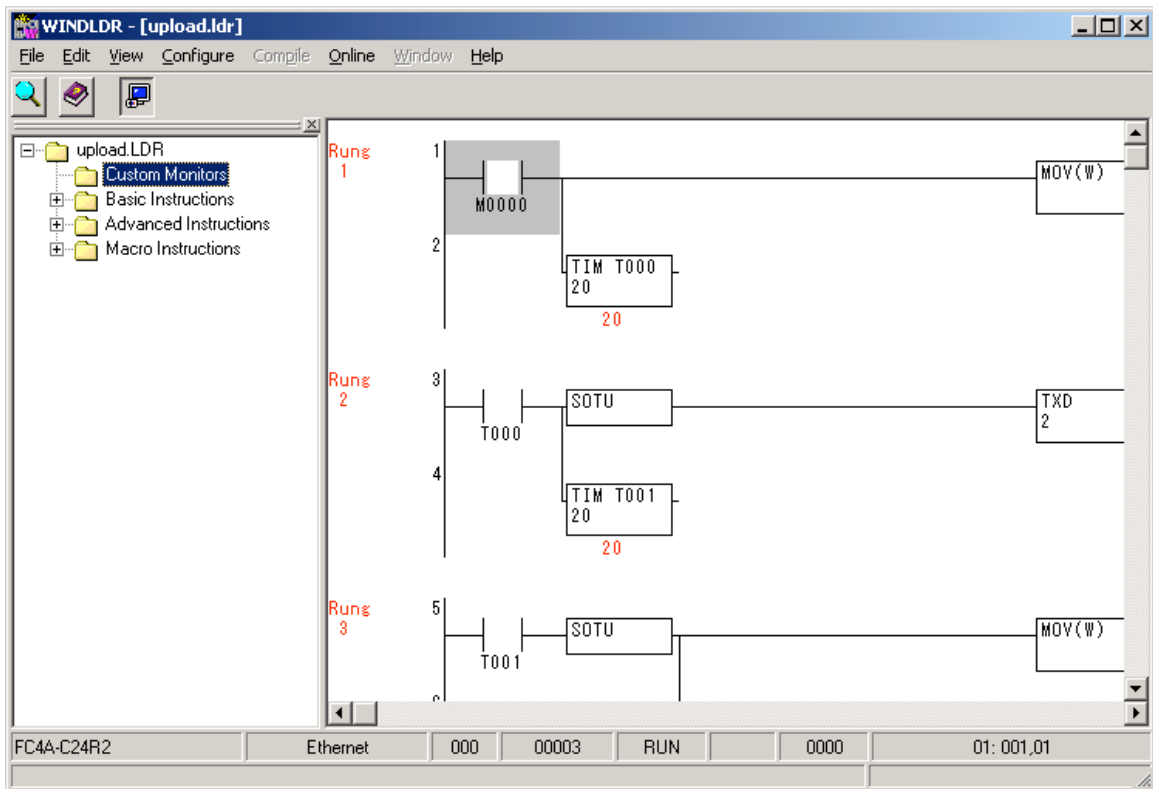 WINDLDR - [upload.ldr]
File Edit View Configure Compile Online Window Help
upload.LDR
Custom Monitors
Basic Instructions
Advanced Instructions
Macro Instructions
Rung 1
1
M0000
MOV(W)
2
TIM T000
20
20
Rung 3
2
T000
SOTU
TXD
2
4
TIM T001
20
20
Rung 5
3
T001
SOTU
MOV(W)
FC4A-C24R2 Ethernet 000 00003 RUN 0000 01: 001,01